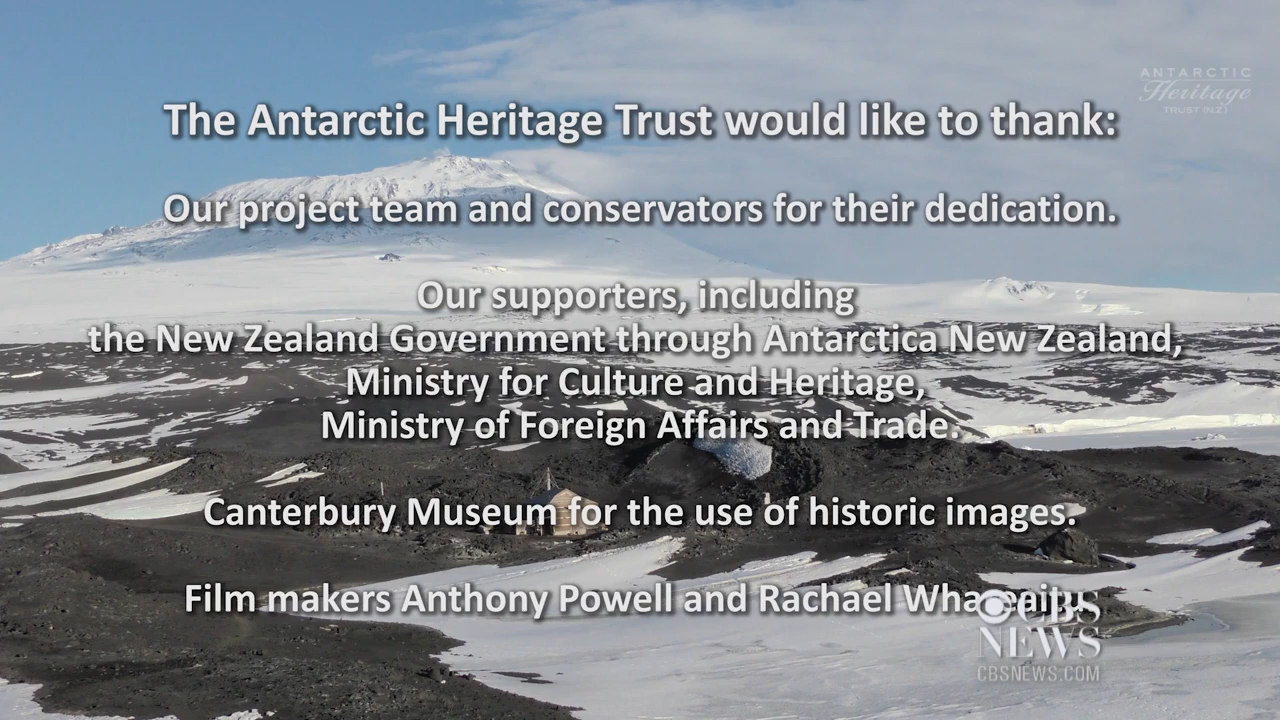 ANTARCTIC
Heritage
TRUST (NZ)
The Antarctic Heritage Trust would like to thank:
Our project team and conservators for their dedication.
Our supporters, including
the New Zealand Government through Antarctica New Zealand,
Ministry for Culture and Heritage,
Ministry of Foreign Affairs and Trade.
Canterbury Museum for the use of historic images.
Film makers Anthony Powell and Rachael
CBS
NEWS
CBSNEWS.COM